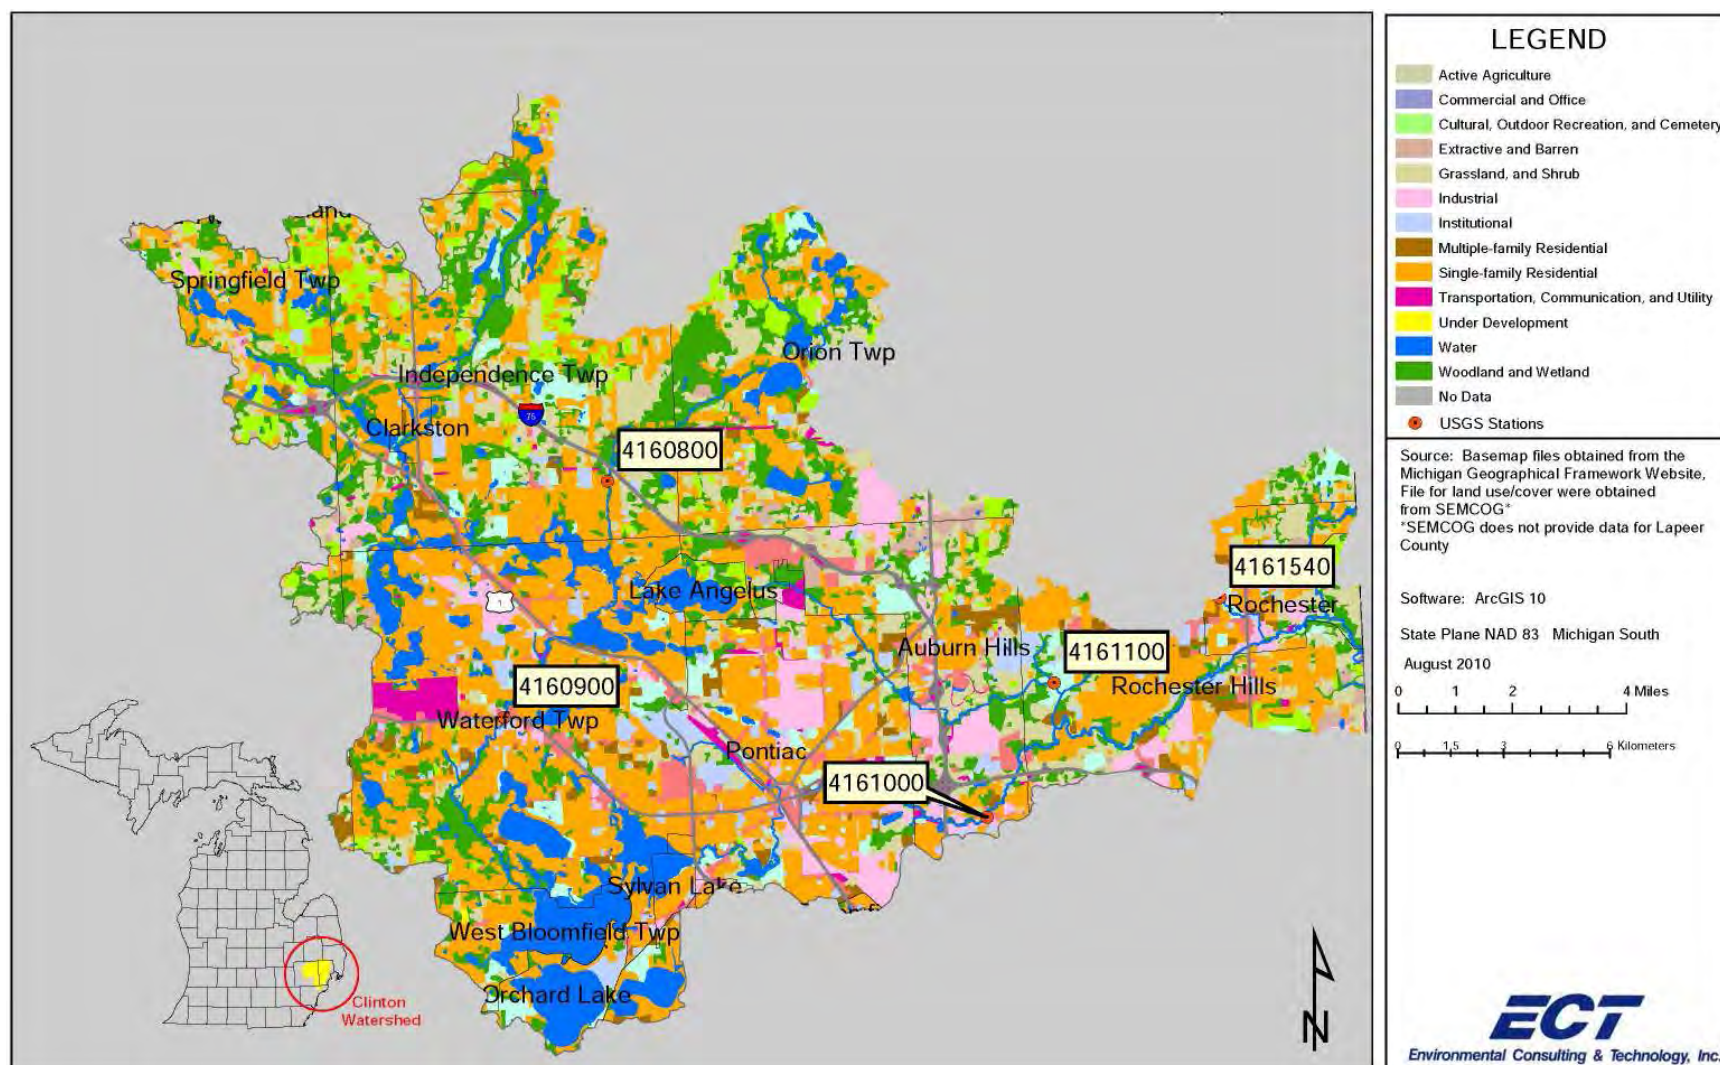 Springfield Twp
Orion Twp
Independence Twp
75
Clarkston
4160800
4161540
Lake Angelus
1
Rochester
Auburn Hills
4161100
4160900
Rochester Hills
Waterford Twp
Pontiac
4161000
Sylvan Lake
West Bloomfield Twp
Orchard Lake
Clinton
Watershed
N
LEGEND
Active Agriculture
Commercial and Office
Cultural, Outdoor Recreation, and Cemetery
Extractive and Barren
Grassland, and Shrub
Industrial
Institutional
Multiple-family Residential
Single-family Residential
Transportation, Communication, and Utility
Under Development
Water
Woodland and Wetland
No Data
USGS Stations
Source: Basemap files obtained from the
Michigan Geographical Framework Website,
File for land use/cover were obtained
from SEMCOG*
*SEMCOG does not provide data for Lapeer
County
Software: ArcGIS 10
State Plane NAD 83 Michigan South
August 2010
0 1 2 4 Miles
0 1.5 3 6 Kilometers
ECT
Environmental Consulting & Technology, Inc.